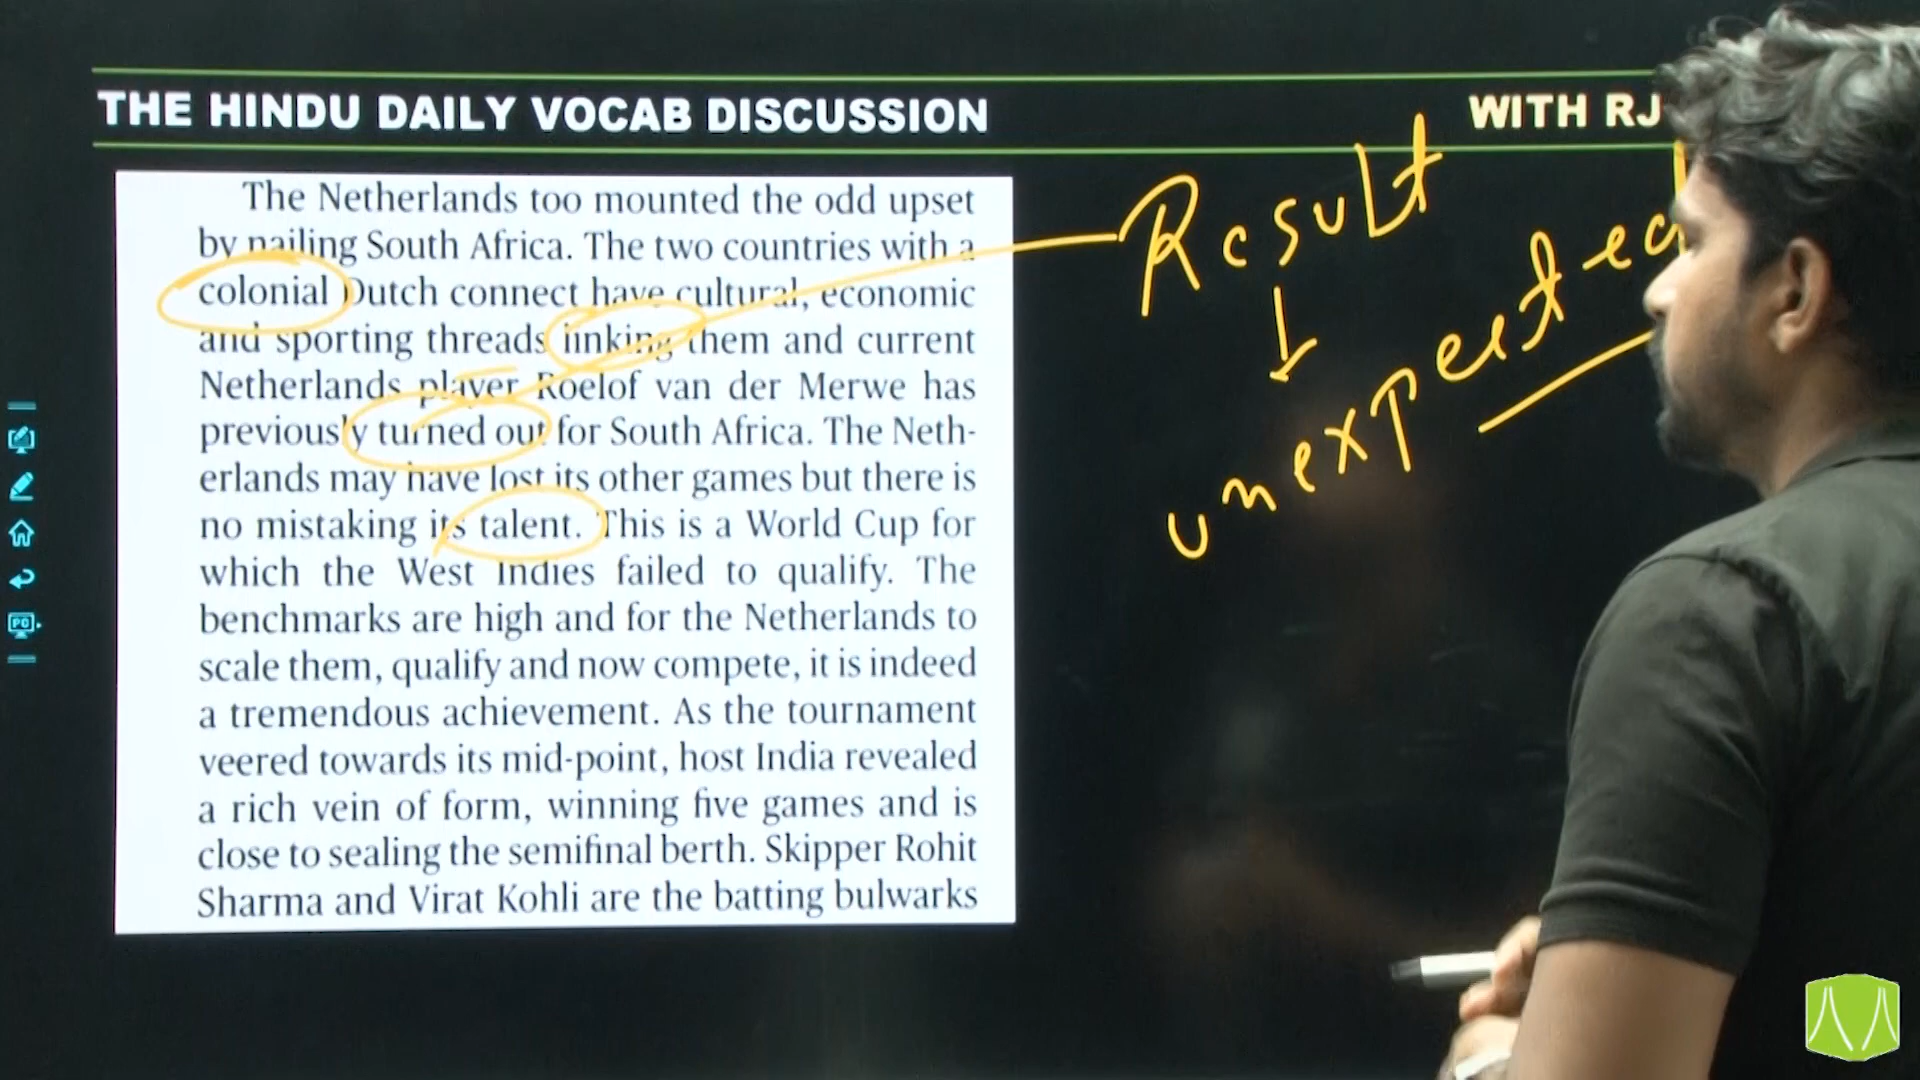 THE HINDU DAILY VOCAB DISCUSSION
WITH RJ
The Netherlands too mounted the odd upset
by nailing South Africa. The two countries with a
colonial Dutch connect have cultural, economic
and sporting threads linking them and current
Netherlands player Roelof van der Merwe has
previously turned out for South Africa. The Neth-
erlands may have lost its other games but there is
no mistaking its talent. This is a World Cup for
which the West Indies failed to qualify. The
benchmarks are high and for the Netherlands to
scale them, qualify and now compete, it is indeed
a tremendous achievement. As the tournament
veered towards its mid-point, host India revealed
a rich vein of form, winning five games and is
close to sealing the semifinal berth. Skipper Rohit
Sharma and Virat Kohli are the batting bulwarks
Result
unexpected
PC